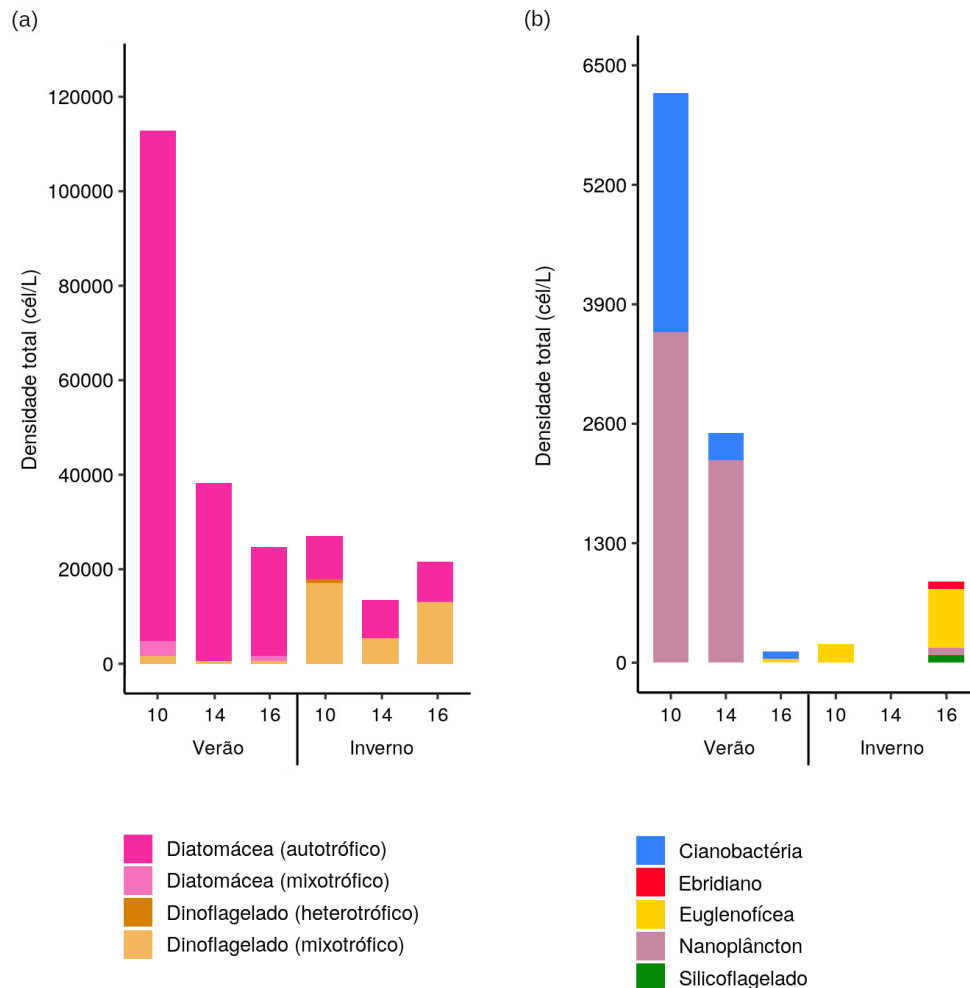 (a)
Densidade total (cél/L)
120000
100000
80000
60000
40000
20000
0
10 14 16 10 14 16
Verão Inverno
Diatomácea (autotrófico)
Diatomácea (mixotrófico)
Dinoflagelado (heterotrófico)
Dinoflagelado (mixotrófico)
(b)
Densidade total (cél/L)
6500
5200
3900
2600
1300
0
10 14 16 10 14 16
Verão Inverno
Cianobactéria
Ebridiano
Euglenofícea
Nanoplâncton
Silicoflagelado